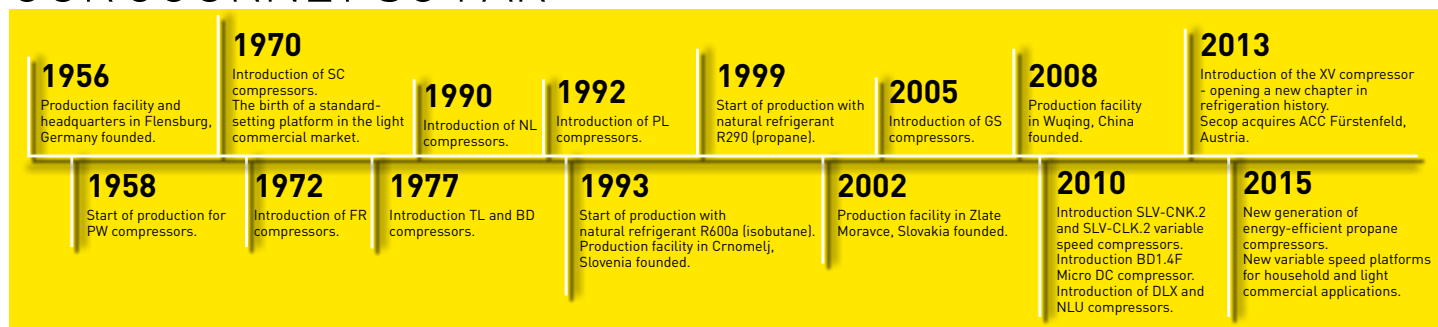 OUR JOURNEY SO FAR
1956
Production facility and
headquarters in Flensburg,
Germany founded.
1958
Start of production for
PW compressors.
1970
Introduction of SC
compressors.
The birth of a standard-
setting platform in the light
commercial market.
1972
Introduction of FR
compressors.
1977
Introduction TL and BD
compressors.
1990
Introduction of NL
compressors.
1992
Introduction of PL
compressors.
1993
Start of production with
natural refrigerant R600a (isobutane).
Production facility in Crnomelj,
Slovenia founded.
1999
Start of production with
natural refrigerant
R290 (propane).
2002
Production facility in Zlate
Moravce, Slovakia founded.
2005
Introduction of GS
compressors.
2008
Production facility
in Wuqing, China
founded.
2010
Introduction SLV-CNK.2
and SLV-CLK.2 variable
speed compressors.
Introduction BD1.4F
Micro DC compressor.
Introduction of DLX and
NLU compressors.
2013
Introduction of the XV compressor
- opening a new chapter in
refrigeration history.
Secop acquires ACC Fürstenfeld,
Austria.
2015
New generation of
energy-efficient propane
compressors.
New variable speed platforms
for household and light
commercial applications.